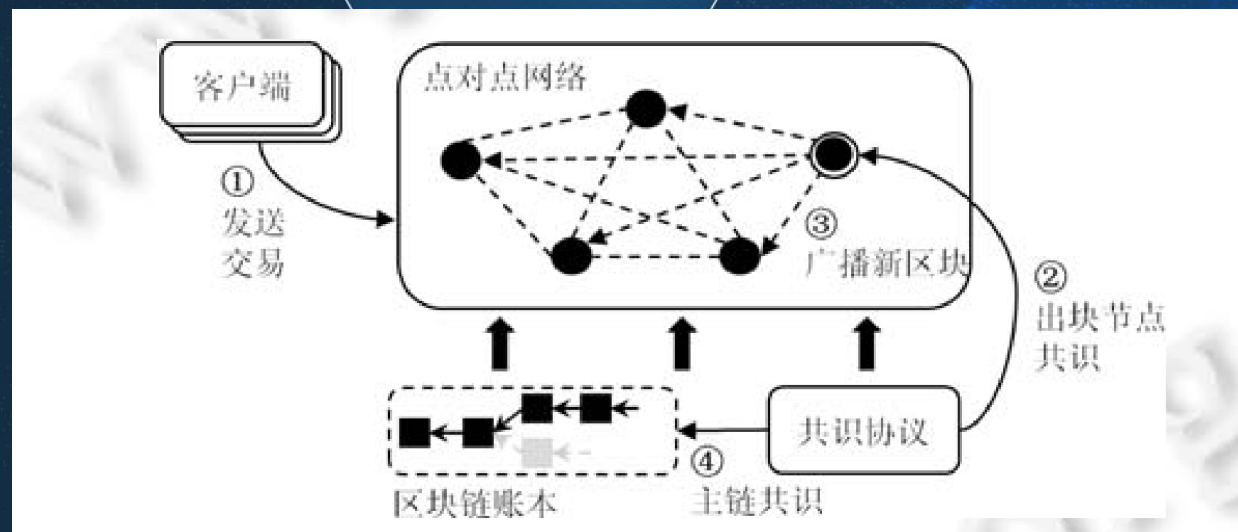 客户端
点对点网络
①
发送
交易
③
广播新区块
②
出块节点
共识
共识协议
④
主链共识
区块链账本